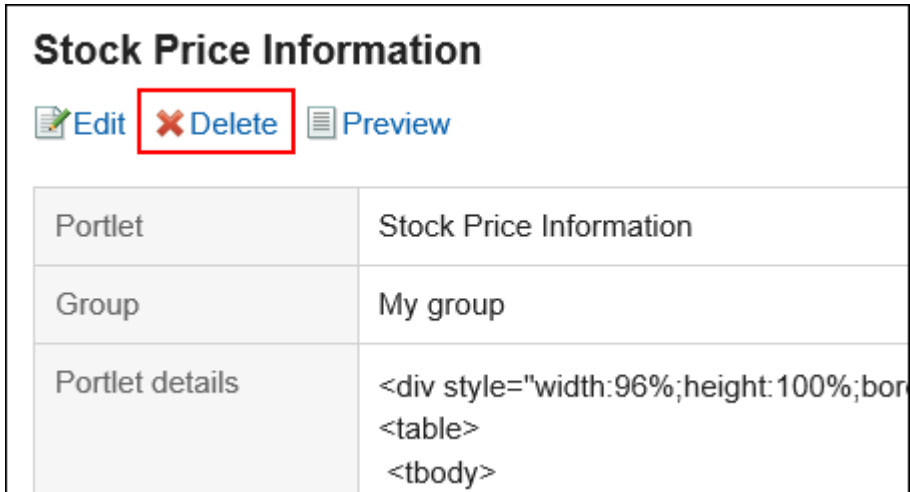 Stock Price Information
Edit Delete Preview
Portlet Stock Price Information
Group My group
Portlet details <div style="width:96%;height:100%;bor
<table>
<tbody>